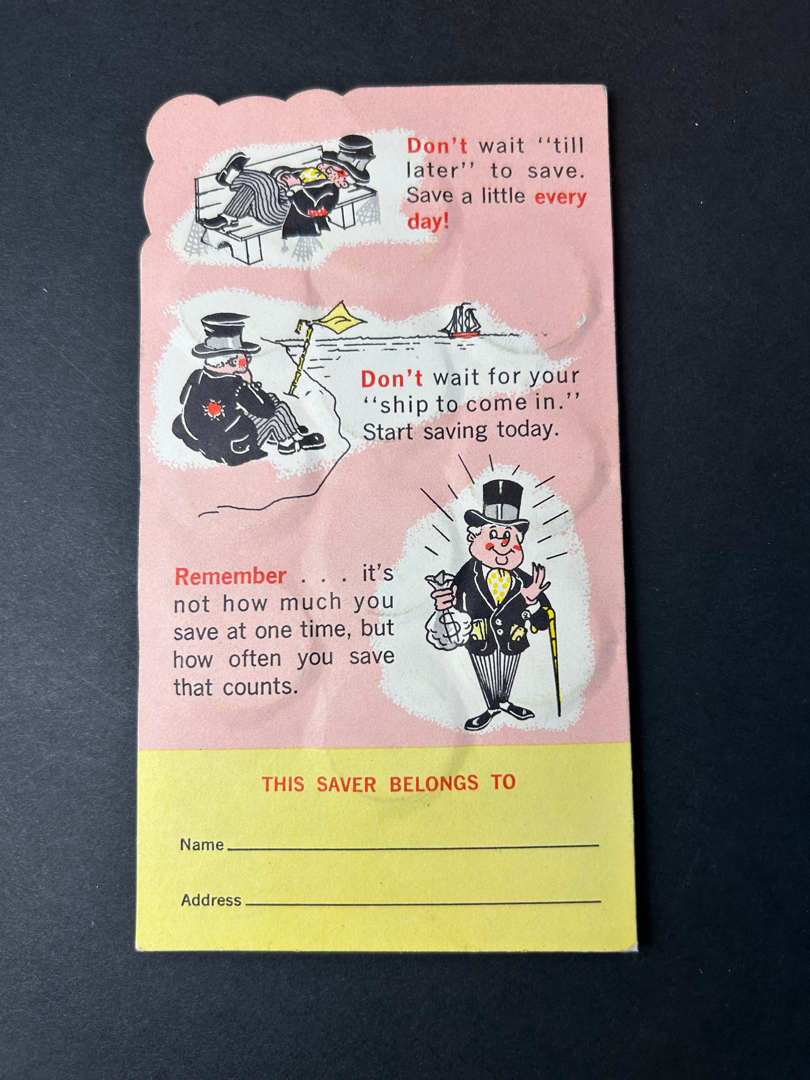 Don't wait “till
later” to save.
Save a little every
day!
Don't wait for your
“ship to come in.”
Start saving today.
Remember . . . it's
not how much you
save at one time, but
how often you save
that counts.
$
THIS SAVER BELONGS TO
Name
Address